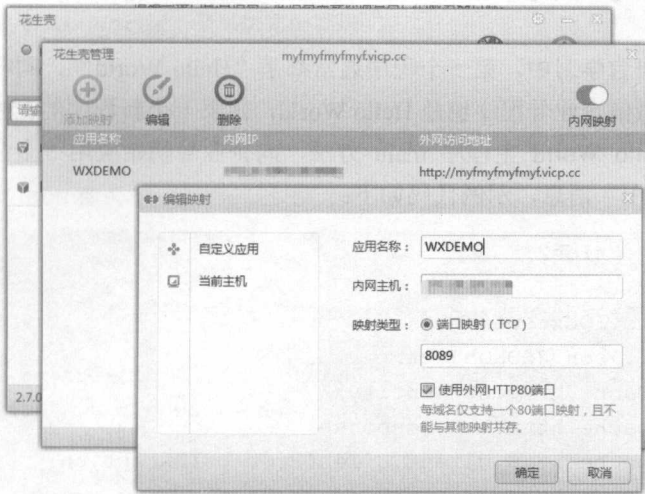 花生壳
花生壳管理
myfmyfmyfmyf.vicp.cc
添加映射
编辑
删除
内网映射
应用名称
内网IP
外网访问地址
WXDEMO
http://myfmyfmyfmyf.vicp.cc
编辑映射
自定义应用
当前主机
应用名称：
WXDEMO
内网主机：
映射类型：
端口映射（TCP）
8089
使用外网HTTP80端口
每域名仅支持一个80端口映射，且不
能与其他映射共存。
2.7.0
确定
取消